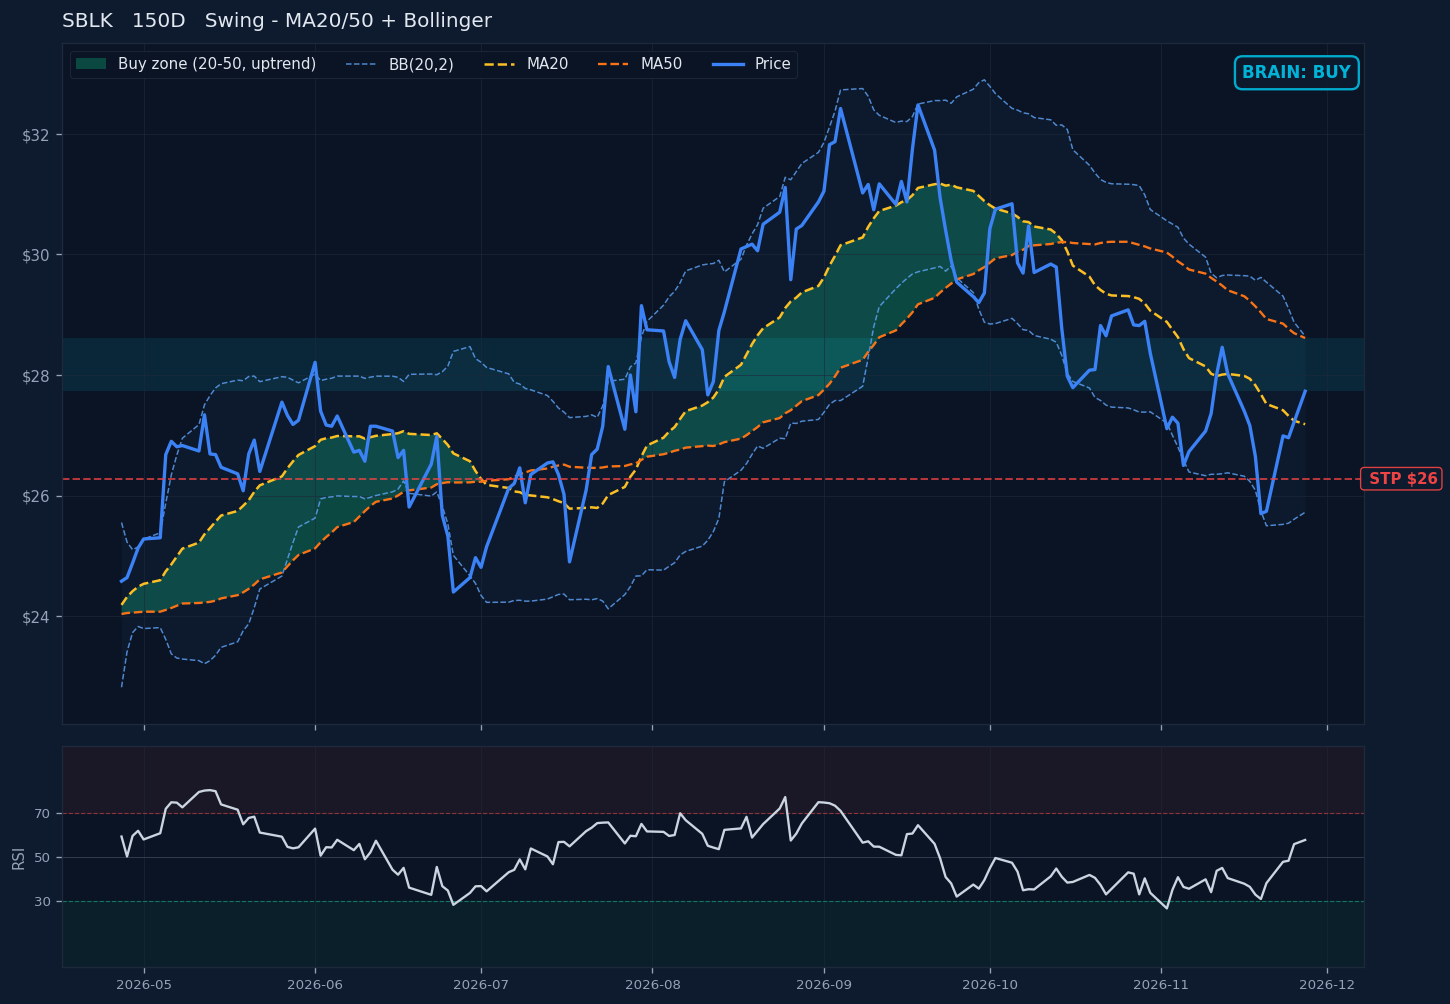 SBLK   150D   Swing - MA20/50 + Bollinger
Buy zone (20-50, uptrend)   BB(20,2)   MA20   MA50   Price
BRAIN: BUY
$32
$30
$28
$26
$24
STP $26
RSI
70
50
30
2026-05   2026-06   2026-07   2026-08   2026-09   2026-10   2026-11   2026-12